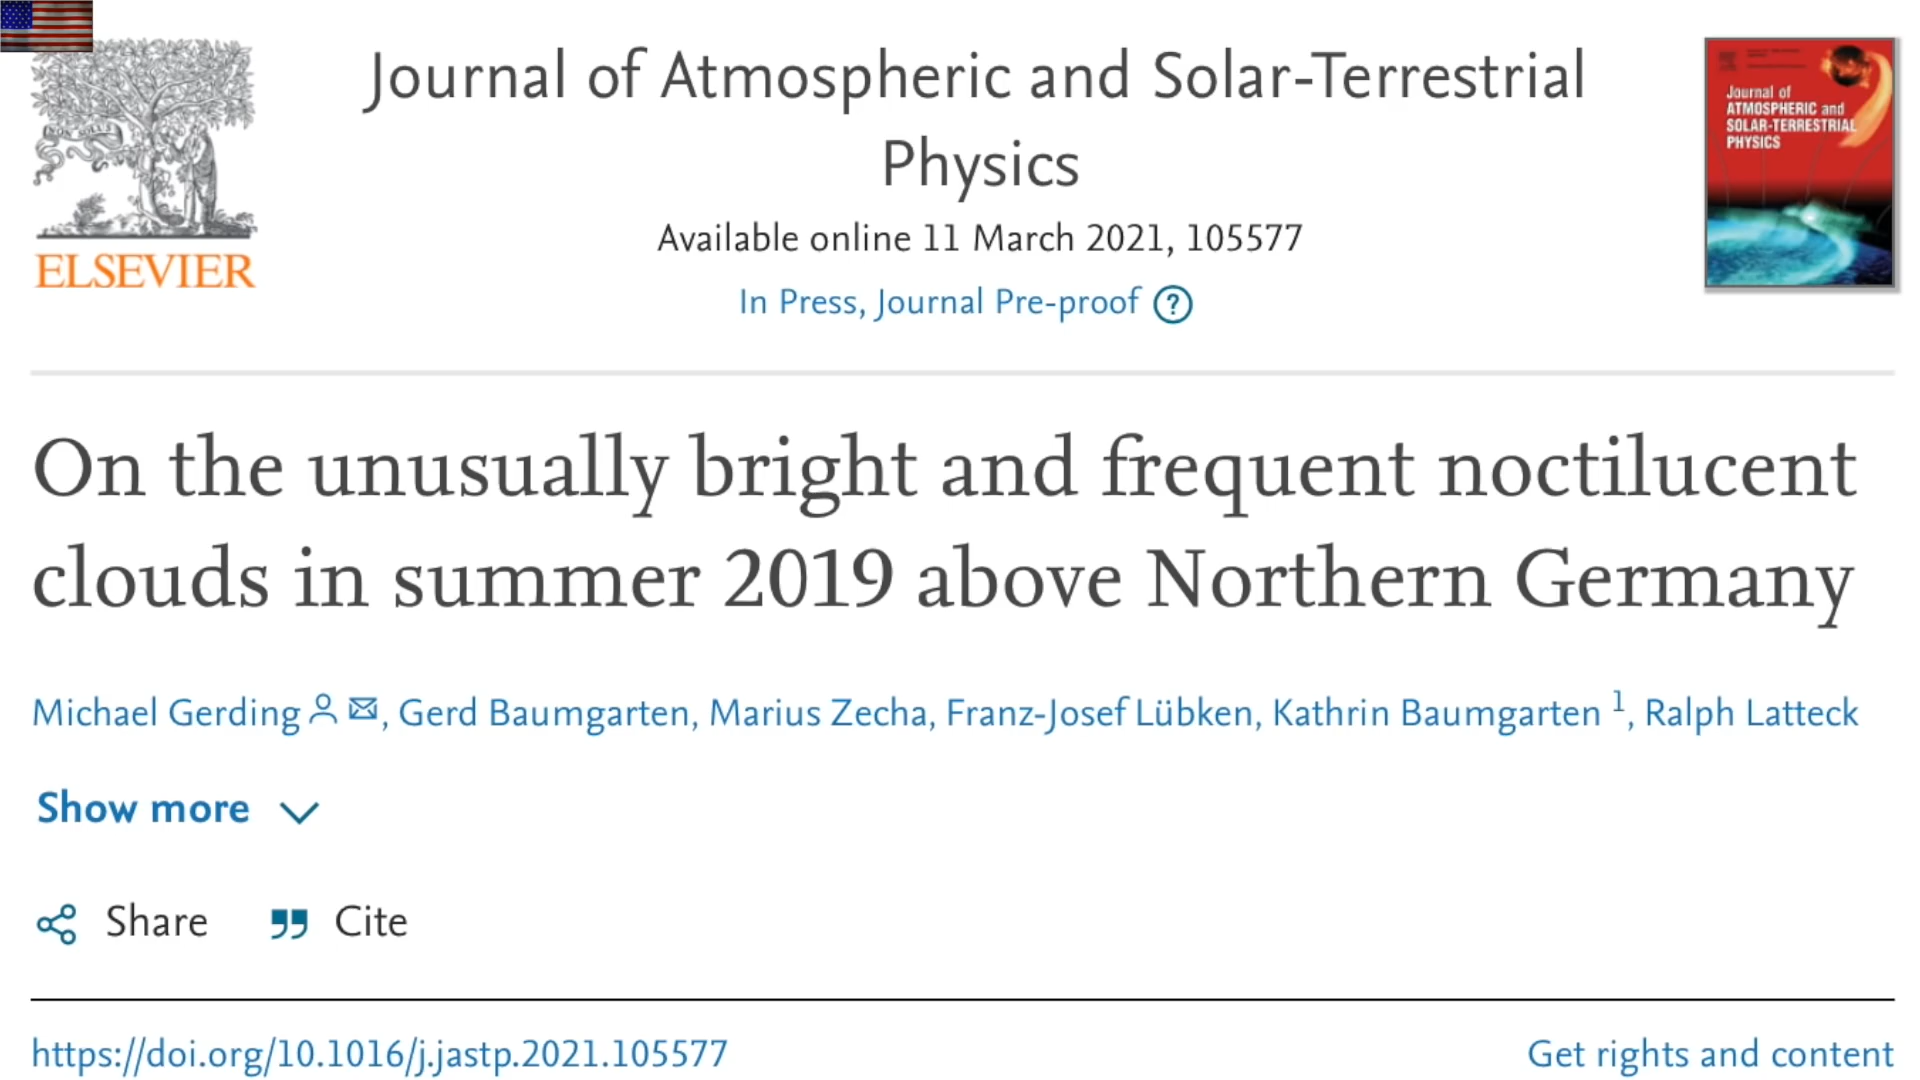 Journal of Atmospheric and Solar-Terrestrial
Physics
Available online 11 March 2021, 105577
In Press, Journal Pre-proof ?
ELSEVIER
Journal of
ATMOSPHERIC and
SOLAR-TERRESTRIAL
PHYSICS
On the unusually bright and frequent noctilucent
clouds in summer 2019 above Northern Germany
Michael Gerding , Gerd Baumgarten, Marius Zecha, Franz-Josef Lübken, Kathrin Baumgarten 1, Ralph Latteck
Show more
Share Cite
https://doi.org/10.1016/j.jastp.2021.105577
Get rights and content